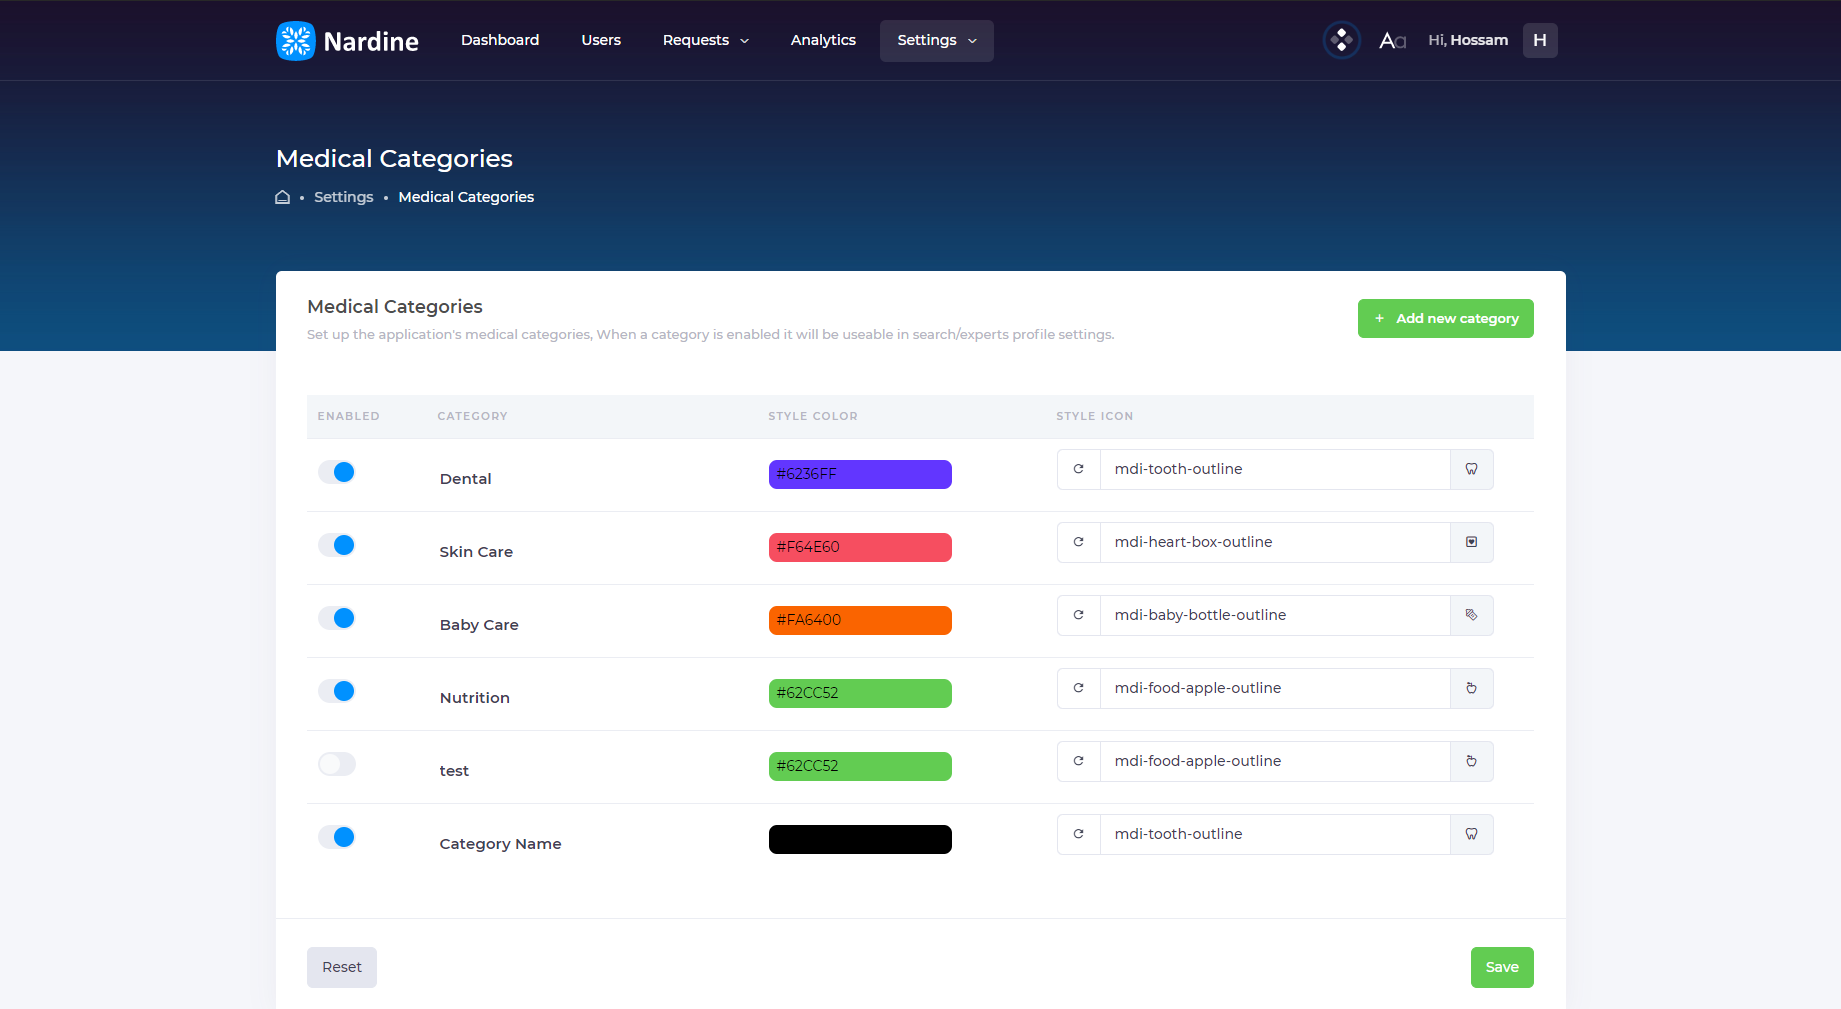 Nardine
Dashboard
Users
Requests
Analytics
Settings
Aa
Hi, Hossam
H
Medical Categories
Settings • Medical Categories
Medical Categories
Set up the application's medical categories, When a category is enabled it will be useable in search/experts profile settings.
+ Add new category
ENABLED CATEGORY STYLE COLOR STYLE ICON
Dental #6236FF mdi-tooth-outline
Skin Care #F64E60 mdi-heart-box-outline
Baby Care #FA6400 mdi-baby-bottle-outline
Nutrition #62CC52 mdi-food-apple-outline
test #62CC52 mdi-food-apple-outline
Category Name mdi-tooth-outline
Reset
Save